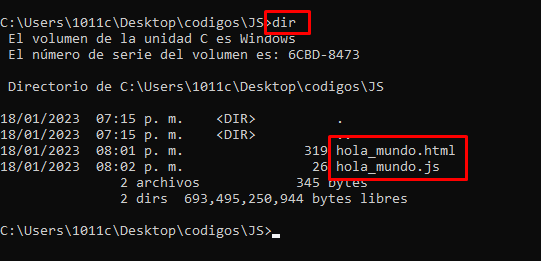 C:\Users\1011c\Desktop\codigos\JS>dir
El volumen de la unidad C es Windows
El número de serie del volumen es: 6CBD-8473
Directorio de C:\Users\1011c\Desktop\codigos\JS
18/01/2023 07:15 p. m. <DIR> .
18/01/2023 07:15 p. m. <DIR> ..
18/01/2023 08:01 p. m. 319 hola_mundo.html
18/01/2023 08:02 p. m. 26 hola_mundo.js
2 archivos 345 bytes
2 dirs 693,495,250,944 bytes libres
C:\Users\1011c\Desktop\codigos\JS>